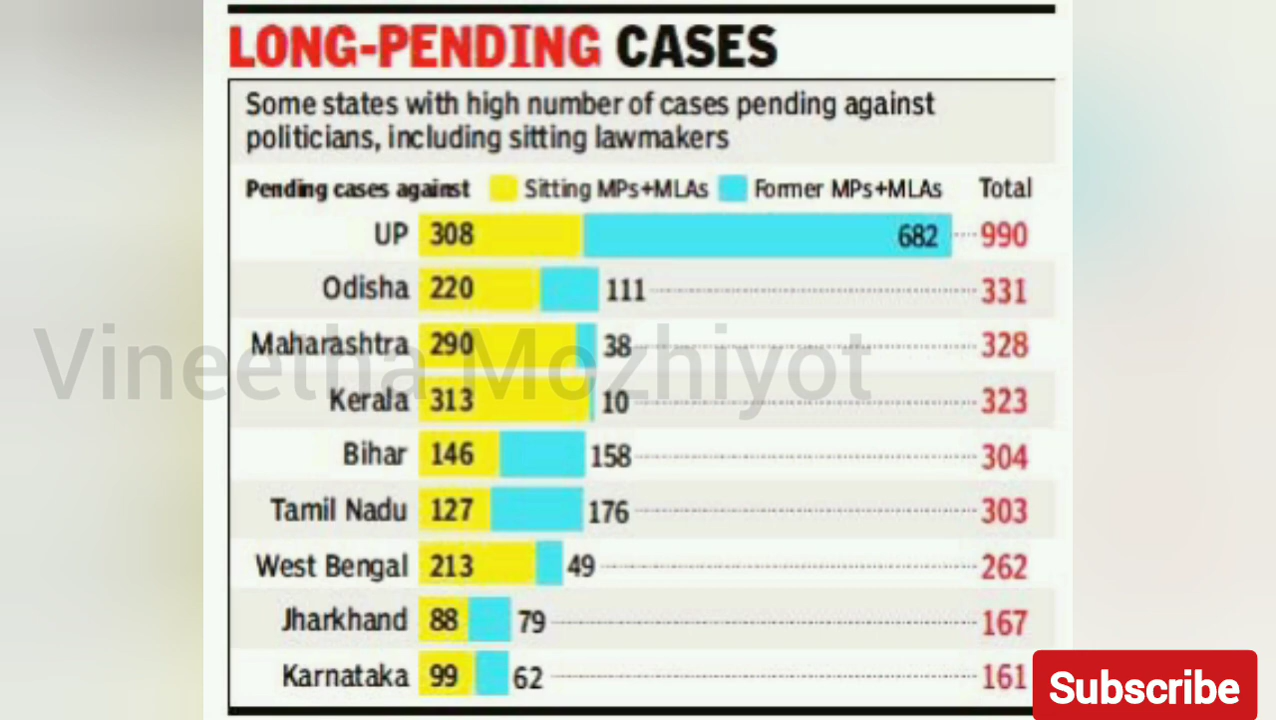 LONG-PENDING CASES
Some states with high number of cases pending against
politicians, including sitting lawmakers
Pending cases against Sitting MPs+MLAs Former MPs+MLAs Total
UP 308 682 990
Odisha 220 111 331
Maharashtra 290 38 328
Vineetha Mozhiyot
Kerala 313 10 323
Bihar 146 158 304
Tamil Nadu 127 176 303
West Bengal 213 49 262
Jharkhand 88 79 167
Karnataka 99 62 161
Subscribe